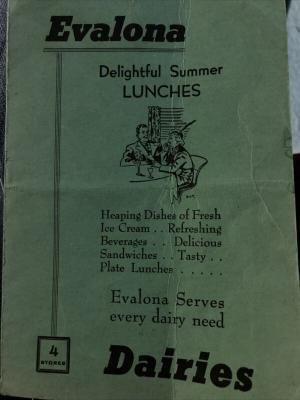 Evalona
Delightful Summer
LUNCHES
Heaping Dishes of Fresh
Ice Cream . . Refreshing
Beverages . . Delicious
Sandwiches . . Tasty . .
Plate Lunches . . . . .
Evalona Serves
every dairy need
4
STORES
Dairies